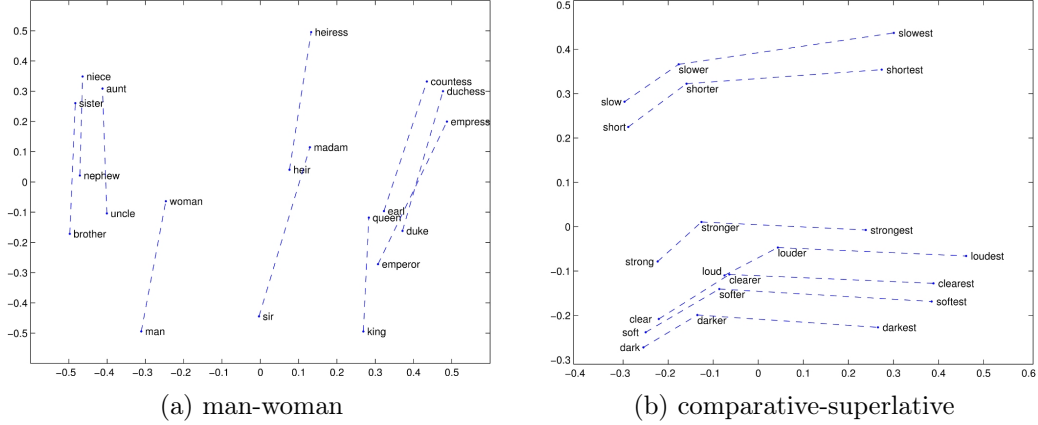 0.5
0.4
0.3
0.2
0.1
0
−0.1
−0.2
−0.3
−0.4
−0.5
−0.5 −0.4 −0.3 −0.2 −0.1 0 0.1 0.2 0.3 0.4 0.5
heiress
niece
aunt
sister
countess
duchess
empress
madam
nephew
heir
woman
earl
uncle
queen
brother
duke
emperor
sir
man
king
(a) man-woman
0.5
0.4
0.3
0.2
0.1
0
−0.1
−0.2
−0.3
−0.4 −0.3 −0.2 −0.1 0 0.1 0.2 0.3 0.4 0.5 0.6
slowest
slower
shortest
shorter
slow
short
stronger
strongest
louder
loudest
strong
loud
clearer
clearest
softer
softest
clear
darker
soft
darkest
dark
(b) comparative-superlative